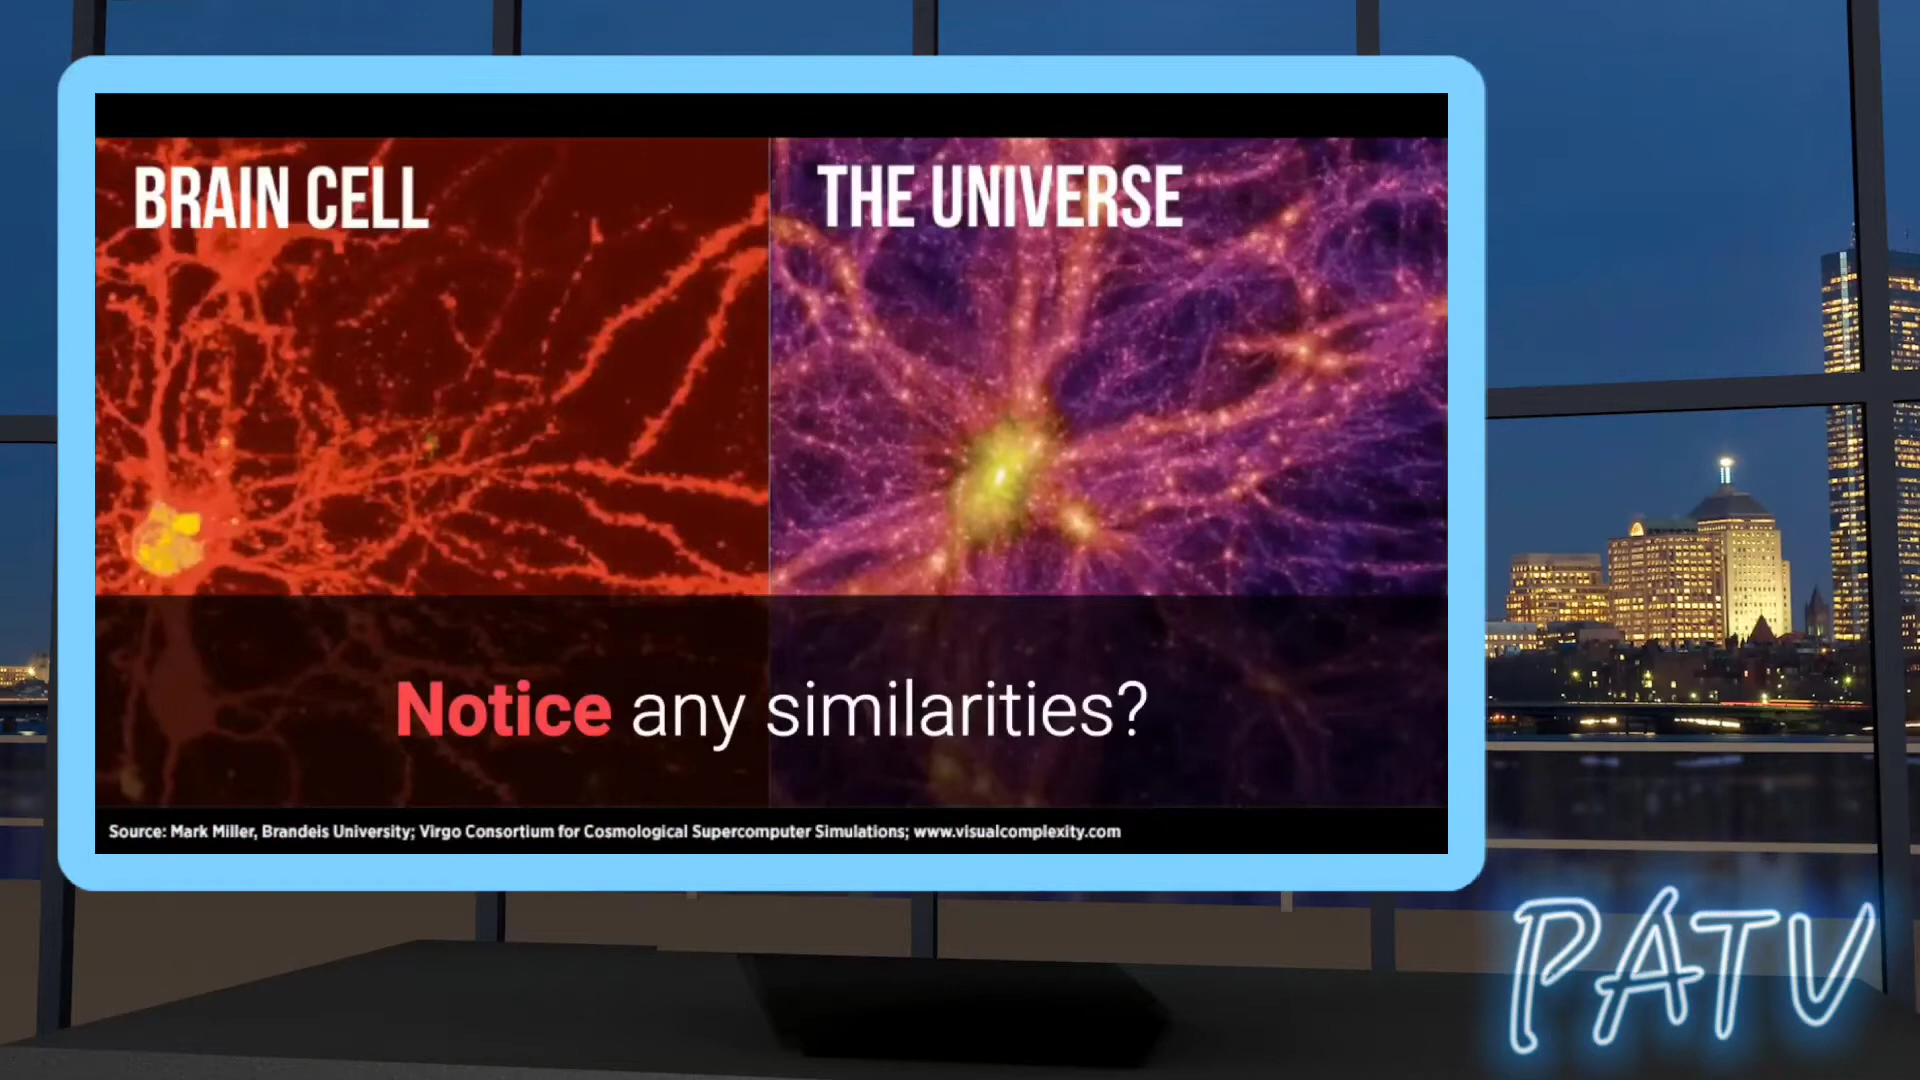 BRAIN CELL
THE UNIVERSE
Notice any similarities?
Source: Mark Miller, Brandeis University; Virgo Consortium for Cosmological Supercomputer Simulations; www.visualcomplexity.com
PATV